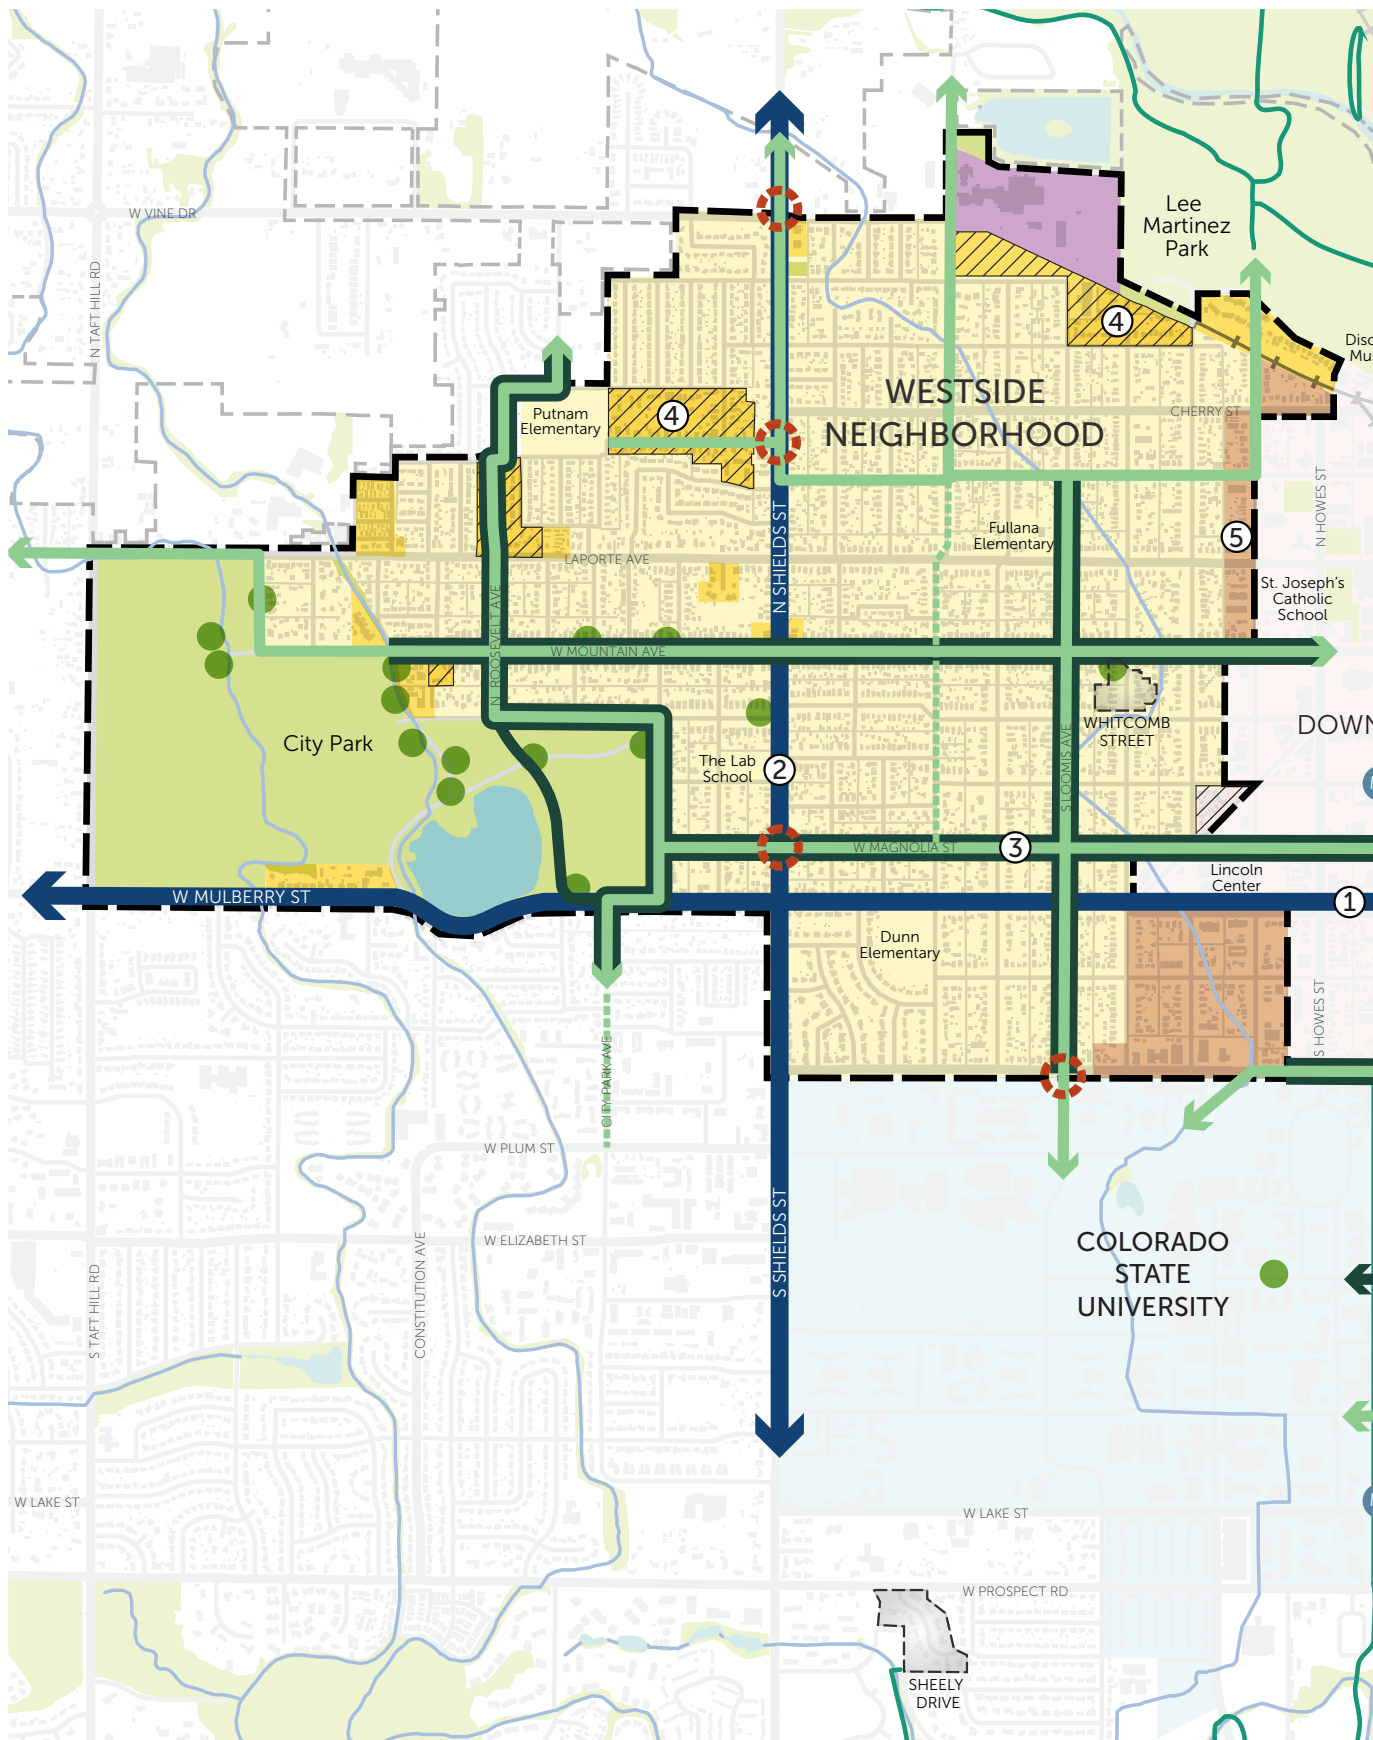 W VINE DR
N TAFT HILL RD
Lee
Martinez
Park
4
WESTSIDE
NEIGHBORHOOD
CHERRY ST
Putnam
Elementary
4
N SHIELDS ST
N HOWES ST
Fullana
Elementary
5
LAPORTE AVE
St. Joseph's
Catholic
School
N ROOSEVELT AVE
W MOUNTAIN AVE
WHITCOMB
STREET
City Park
The Lab
School
2
S LOOMIS AVE
W MAGNOLIA ST
3
Lincoln
Center
W MULBERRY ST
1
Dunn
Elementary
S HOWES ST
CITY PARK AVE
W PLUM ST
W ELIZABETH ST
S SHIELDS ST
COLORADO
STATE
UNIVERSITY
S TAFT HILL RD
CONSTITUTION AVE
W LAKE ST
W LAKE ST
W PROSPECT RD
SHEELY
DRIVE